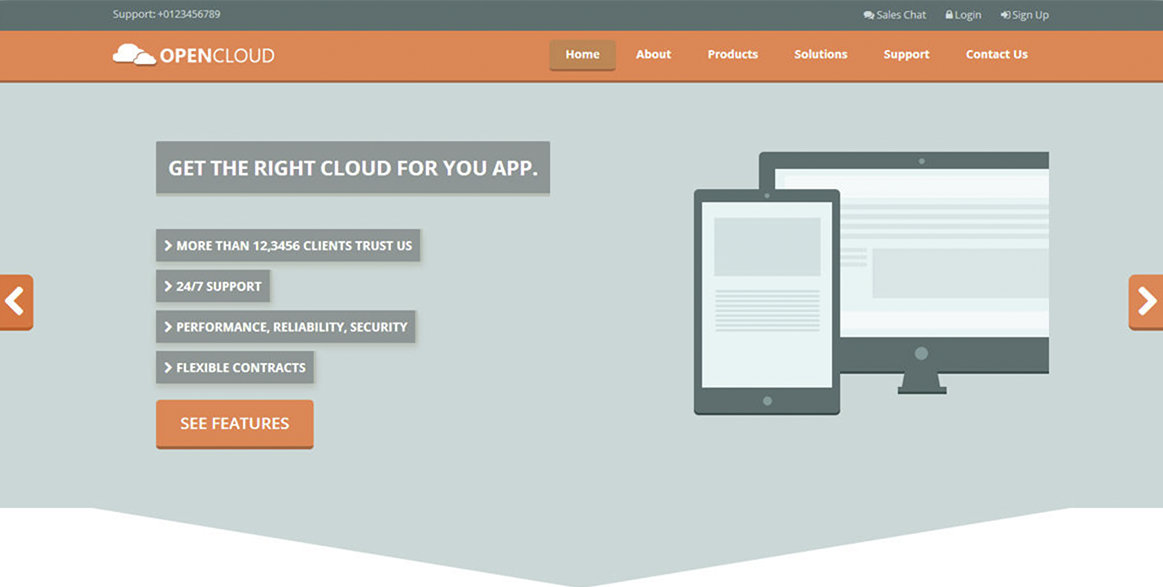 Support: +0123456789
Sales Chat Login Sign Up
OPENCLOUD
Home About Products Solutions Support Contact Us
GET THE RIGHT CLOUD FOR YOU APP.
MORE THAN 12,3456 CLIENTS TRUST US
24/7 SUPPORT
PERFORMANCE, RELIABILITY, SECURITY
FLEXIBLE CONTRACTS
SEE FEATURES